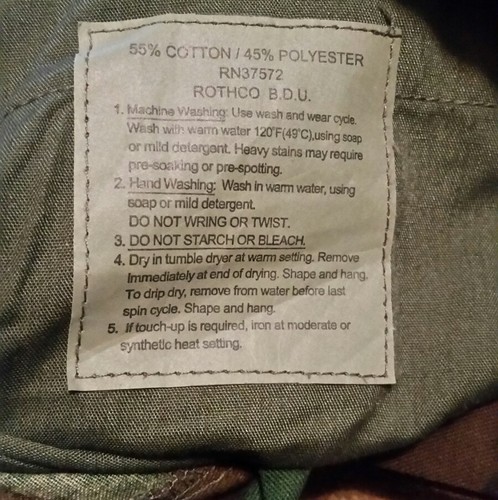 55% COTTON / 45% POLYESTER
RN37572
ROTHCO B.D.U.
1. Machine Washing: Use wash and wear cycle.
Wash with warm water 120°F(49°C),using soap
or mild detergent. Heavy stains may require
pre-soaking or pre-spotting.
2. Hand Washing: Wash in warm water, using
soap or mild detergent.
DO NOT WRING OR TWIST.
3. DO NOT STARCH OR BLEACH.
4. Dry in tumble dryer at warm setting. Remove
Immediately at end of drying. Shape and hang.
To drip dry, remove from water before last
spin cycle. Shape and hang.
5. If touch-up is required, iron at moderate or
synthetic heat setting.